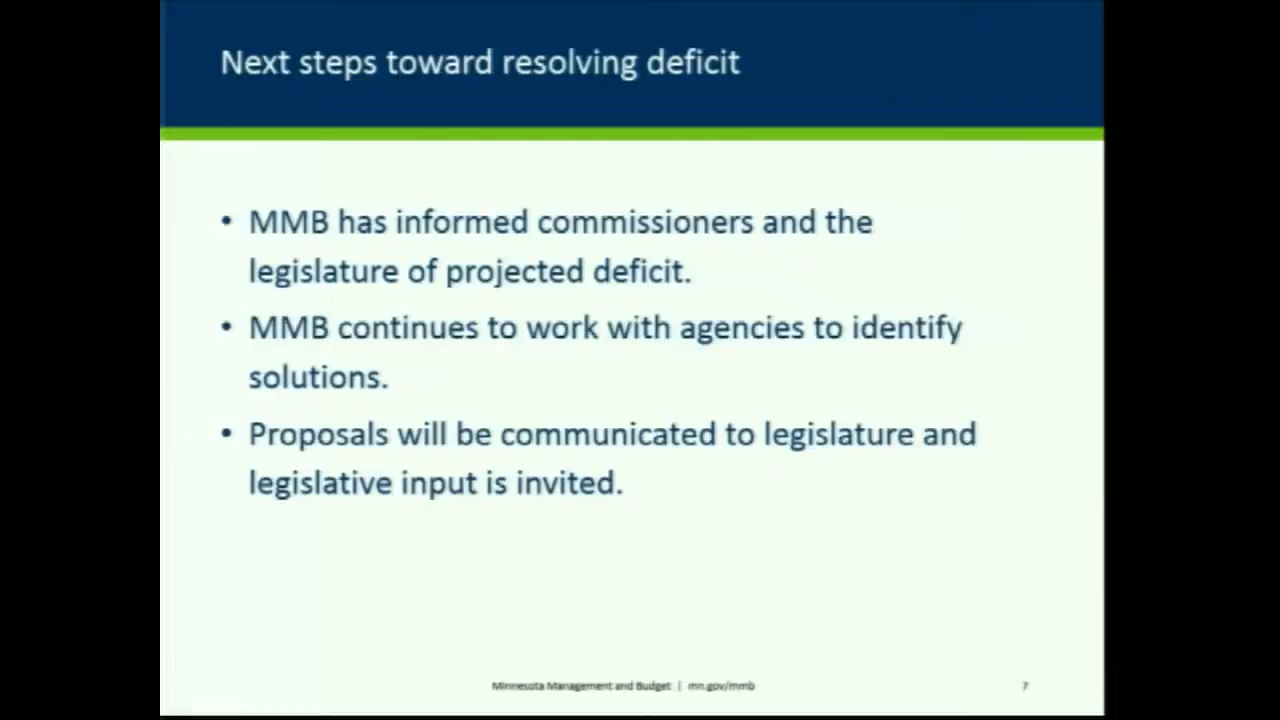 Next steps toward resolving deficit
• MMB has informed commissioners and the
legislature of projected deficit.
• MMB continues to work with agencies to identify
solutions.
• Proposals will be communicated to legislature and
legislative input is invited.
Minnesota Management and Budget | mn.gov/mmb
7